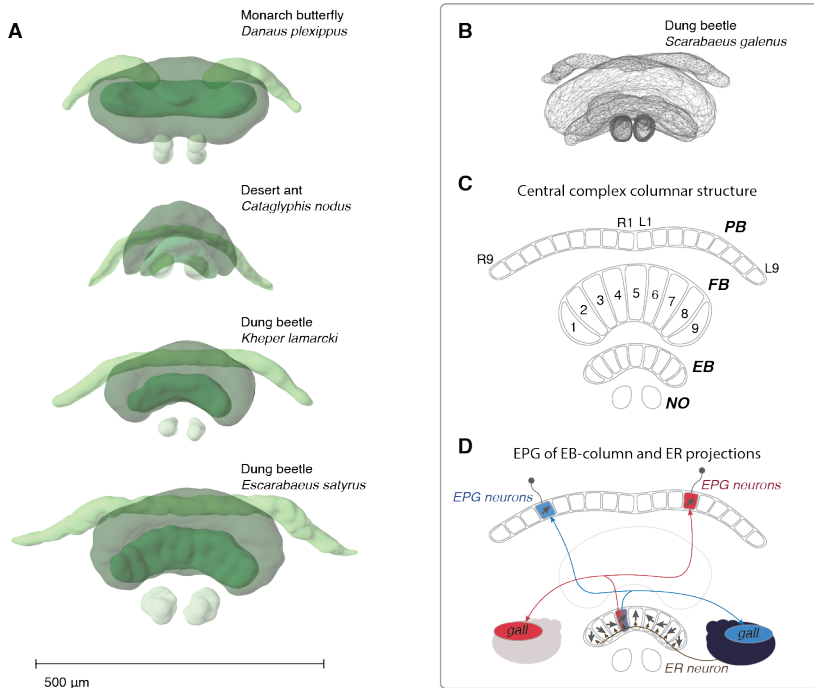 A
Monarch butterfly
Danaus plexippus
Desert ant
Cataglyphis nodus
Dung beetle
Kheper lamarcki
Dung beetle
Escarabaeus satyrus
500 µm
B
Dung beetle
Scarabaeus galenus
C
Central complex columnar structure
R1 L1
PB
R9
L9
FB
1 2 3 4 5 6 7 8 9
EB
NO
D
EPG of EB-column and ER projections
EPG neurons
EPG neurons
gall
gall
ER neuron